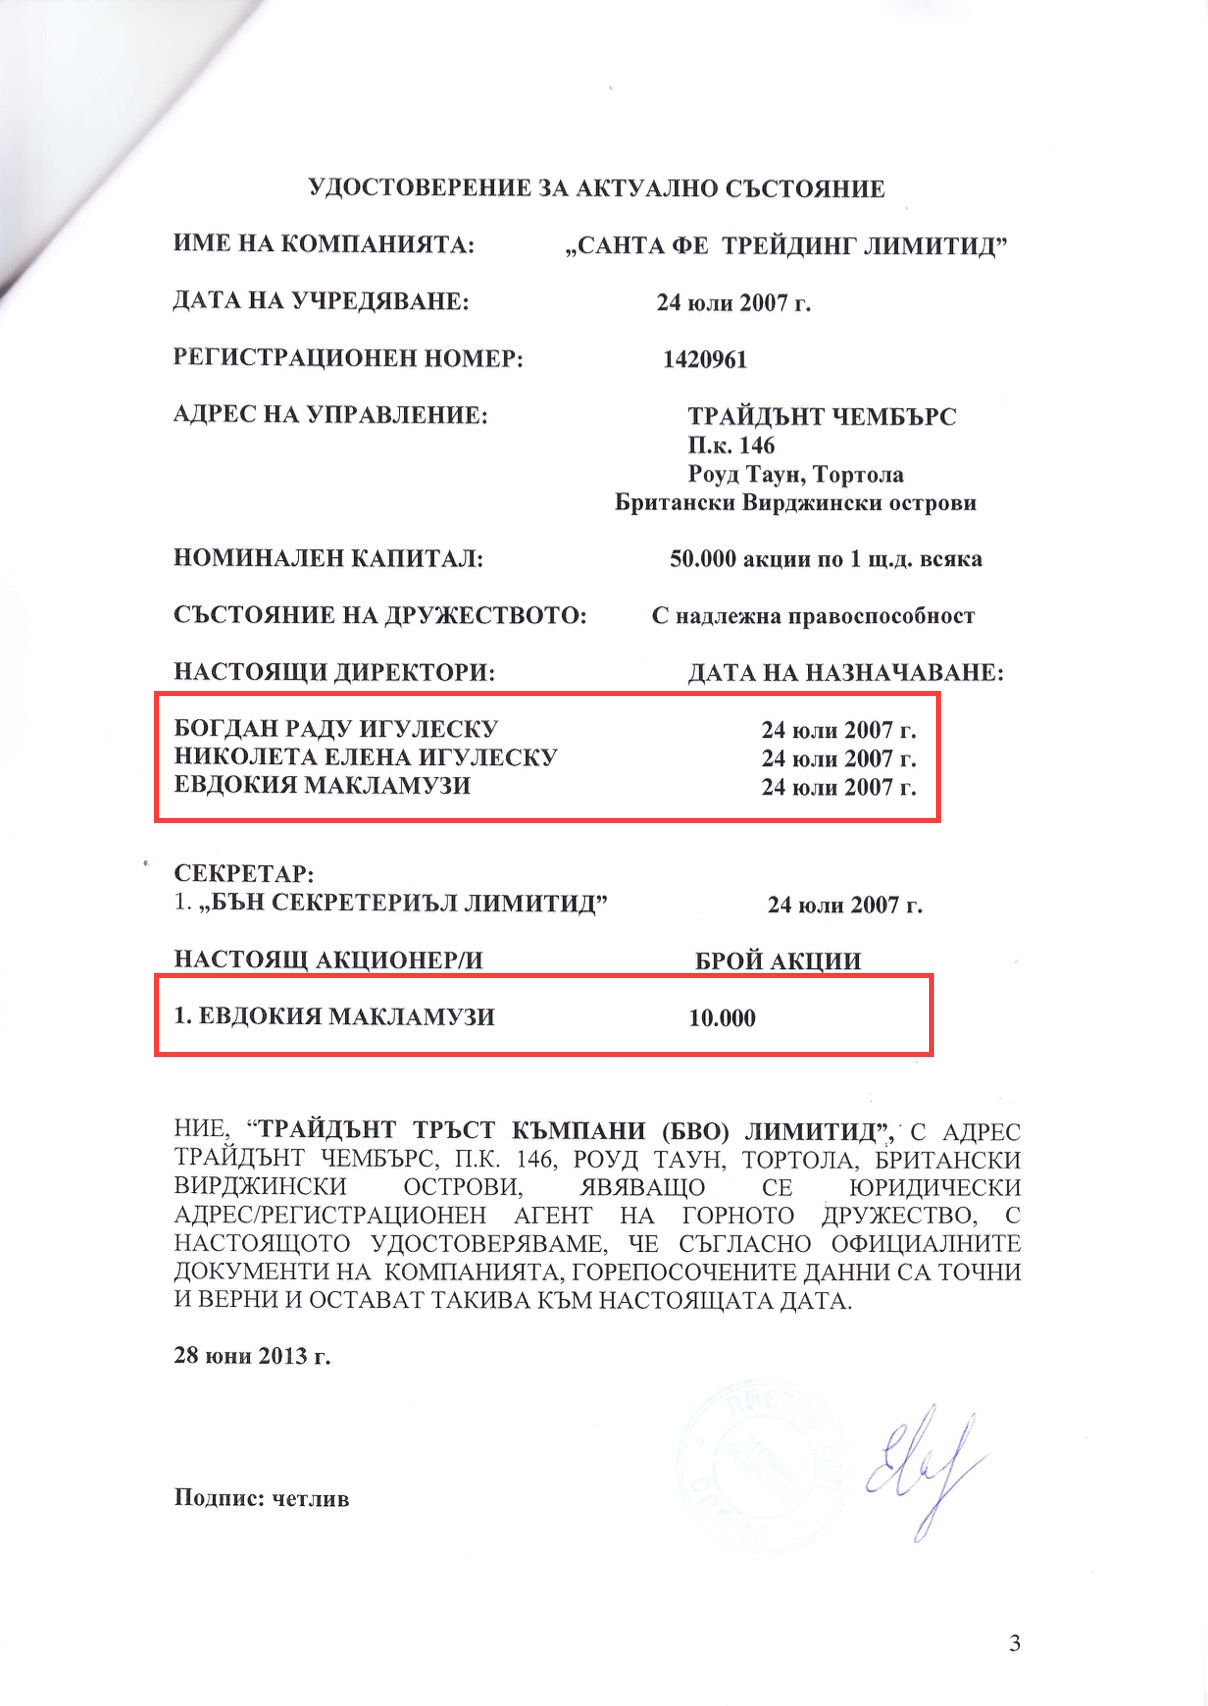 УДОСТОВЕРЕНИЕ ЗА АКТУАЛНО СЪСТОЯНИЕ
ИМЕ НА КОМПАНИЯТА: „САНТА ФЕ ТРЕЙДИНГ ЛИМИТИД”
ДАТА НА УЧРЕДЯВАНЕ: 24 юли 2007 г.
РЕГИСТРАЦИОНЕН НОМЕР: 1420961
АДРЕС НА УПРАВЛЕНИЕ: ТРАЙДЪНТ ЧЕМБЪРС
П.к. 146
Роуд Таун, Тортола
Британски Вирджински острови
НОМИНАЛЕН КАПИТАЛ: 50.000 акции по 1 щ.д. всяка
СЪСТОЯНИЕ НА ДРУЖЕСТВОТО: С надлежна правоспособност
НАСТОЯЩИ ДИРЕКТОРИ: ДАТА НА НАЗНАЧАВАНЕ:
БОГДАН РАДУ ИГУЛЕСКУ 24 юли 2007 г.
НИКОЛЕТА ЕЛЕНА ИГУЛЕСКУ 24 юли 2007 г.
ЕВДОКИЯ МАКЛАМУЗИ 24 юли 2007 г.
СЕКРЕТАР:
1. „БЪН СЕКРЕТЕРИЪЛ ЛИМИТИД” 24 юли 2007 г.
НАСТОЯЩ АКЦИОНЕР/И БРОЙ АКЦИИ
1. ЕВДОКИЯ МАКЛАМУЗИ 10.000
НИЕ, “ТРАЙДЪНТ ТРЪСТ КЪМПАНИ (БВО) ЛИМИТИД”, С АДРЕС
ТРАЙДЪНТ ЧЕМБЪРС, П.К. 146, РОУД ТАУН, ТОРТОЛА, БРИТАНСКИ
ВИРДЖИНСКИ ОСТРОВИ, ЯВЯВАЩО СЕ ЮРИДИЧЕСКИ
АДРЕС/РЕГИСТРАЦИОНЕН АГЕНТ НА ГОРНОТО ДРУЖЕСТВО, С
НАСТОЯЩОТО УДОСТОВЕРЯВАМЕ, ЧЕ СЪГЛАСНО ОФИЦИАЛНИТЕ
ДОКУМЕНТИ НА КОМПАНИЯТА, ГОРЕПОСОЧЕНИТЕ ДАННИ СА ТОЧНИ
И ВЕРНИ И ОСТАВАТ ТАКИВА КЪМ НАСТОЯЩАТА ДАТА.
28 юни 2013 г.
СОФИЯ
Подпис: четлив
3